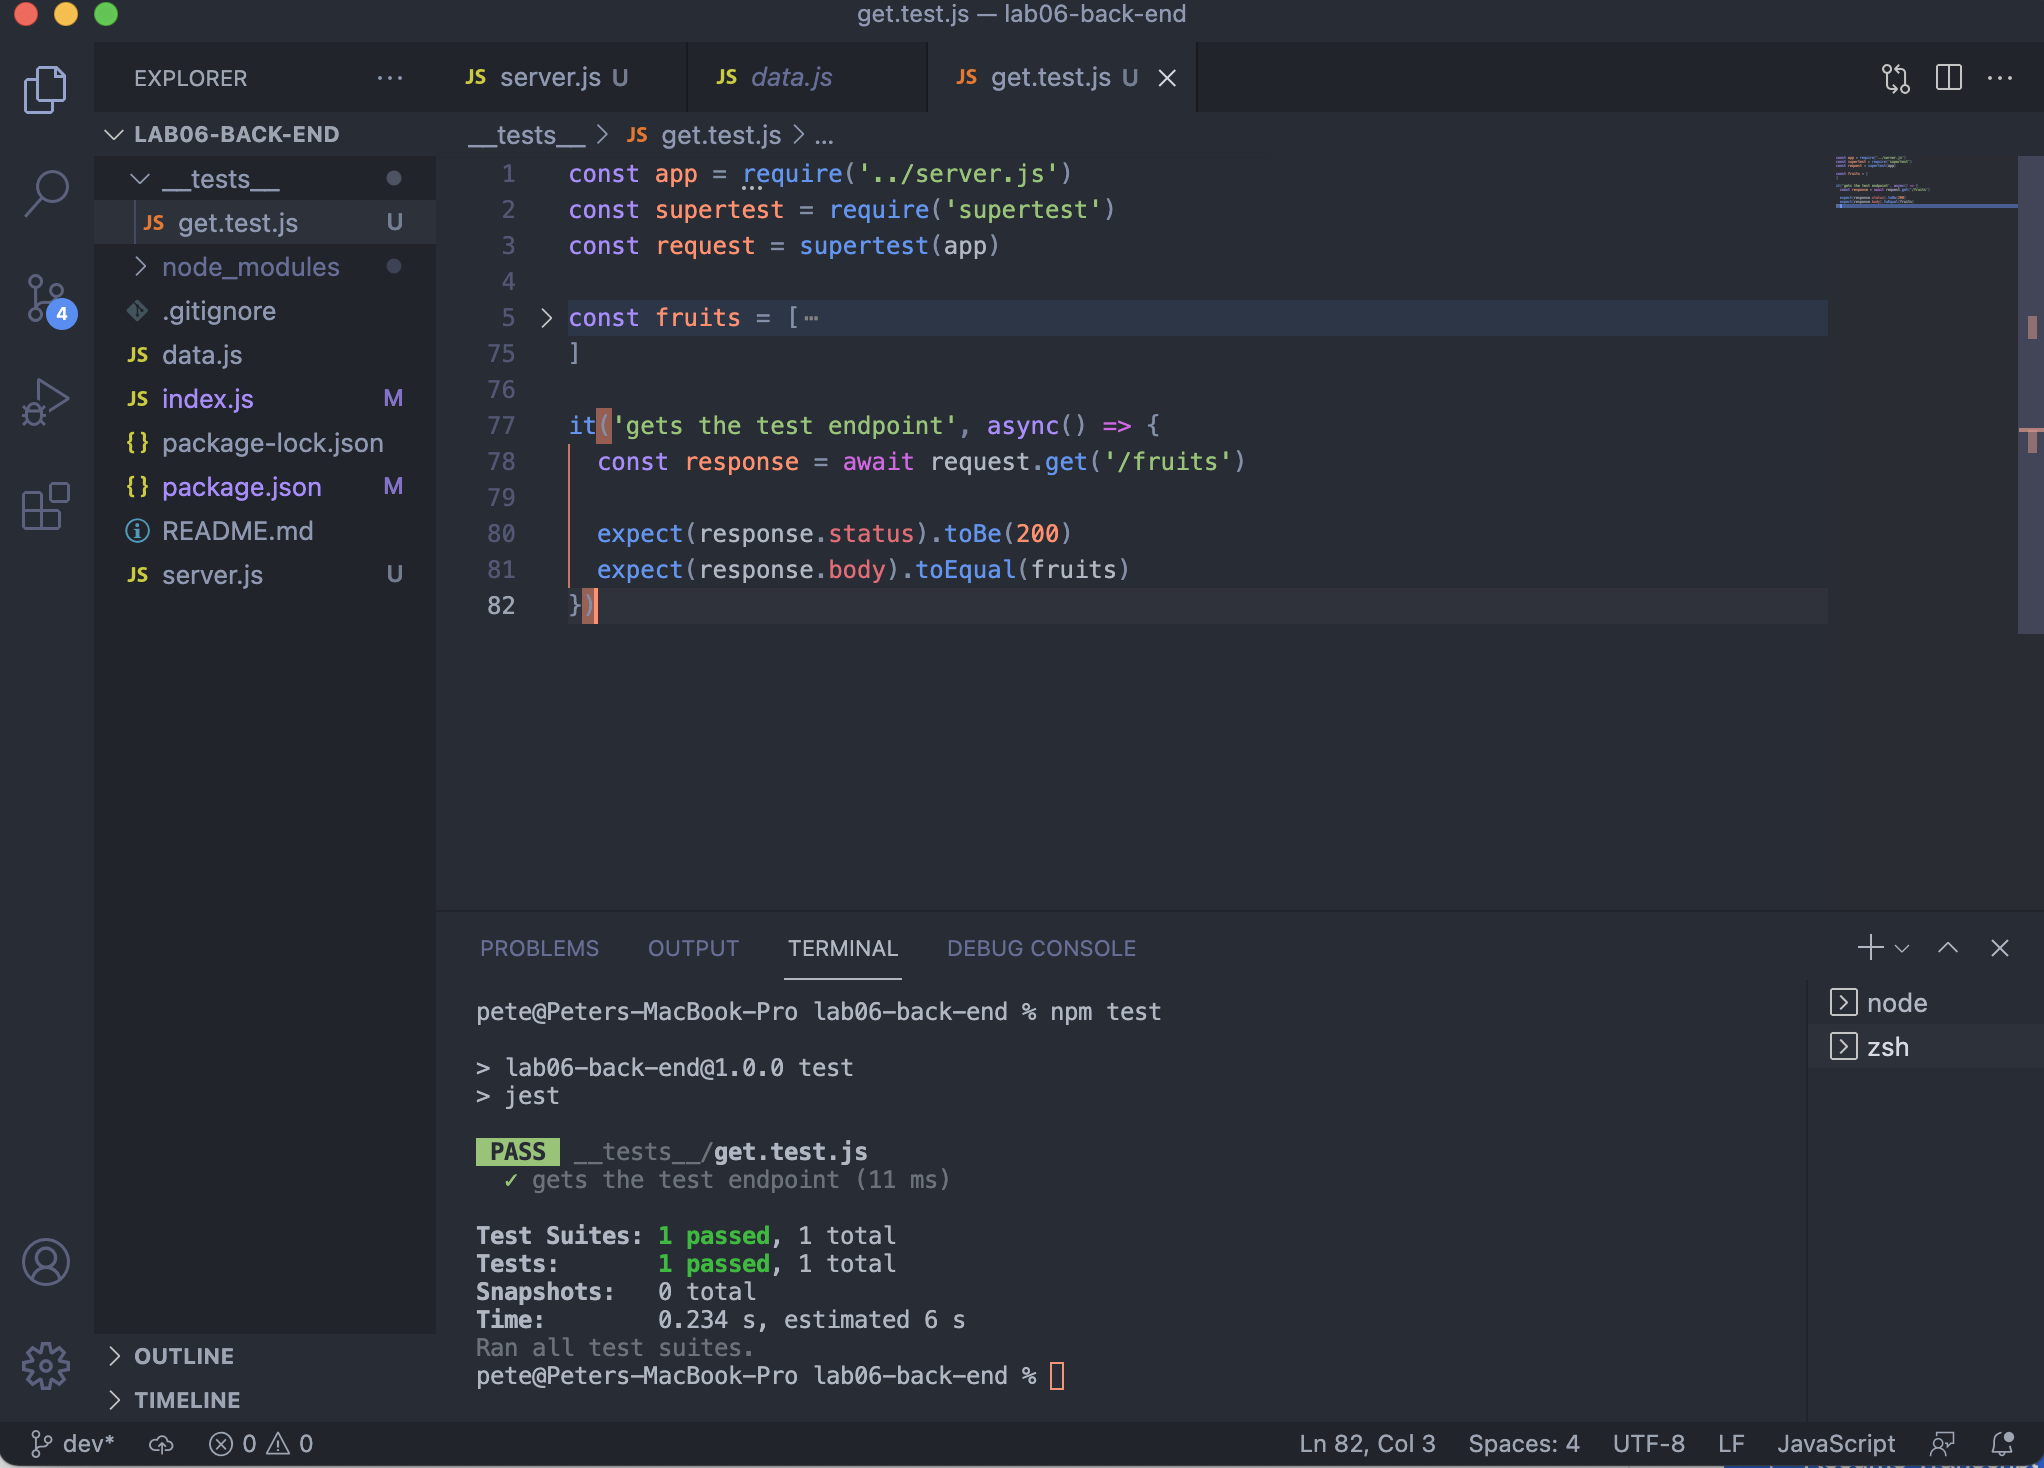 get.test.js — lab06-back-end
EXPLORER
JS server.js U
JS data.js
JS get.test.js U
LAB06-BACK-END
__tests__
JS get.test.js U
node_modules
.gitignore
JS data.js
JS index.js M
{} package-lock.json
{} package.json M
README.md
JS server.js U
4
__tests__ > JS get.test.js > ...
1 const app = require('../server.js')
2 const supertest = require('supertest')
3 const request = supertest(app)
4
5 const fruits = [⋯
75 ]
76
77 it('gets the test endpoint', async() => {
78 const response = await request.get('/fruits')
79
80 expect(response.status).toBe(200)
81 expect(response.body).toEqual(fruits)
82 })
PROBLEMS OUTPUT TERMINAL DEBUG CONSOLE
pete@Peters-MacBook-Pro lab06-back-end % npm test
> lab06-back-end@1.0.0 test
> jest
PASS __tests__/get.test.js
✓ gets the test endpoint (11 ms)
Test Suites: 1 passed, 1 total
Tests: 1 passed, 1 total
Snapshots: 0 total
Time: 0.234 s, estimated 6 s
Ran all test suites.
pete@Peters-MacBook-Pro lab06-back-end %
node
zsh
OUTLINE
TIMELINE
dev* 0 0
Ln 82, Col 3 Spaces: 4 UTF-8 LF JavaScript